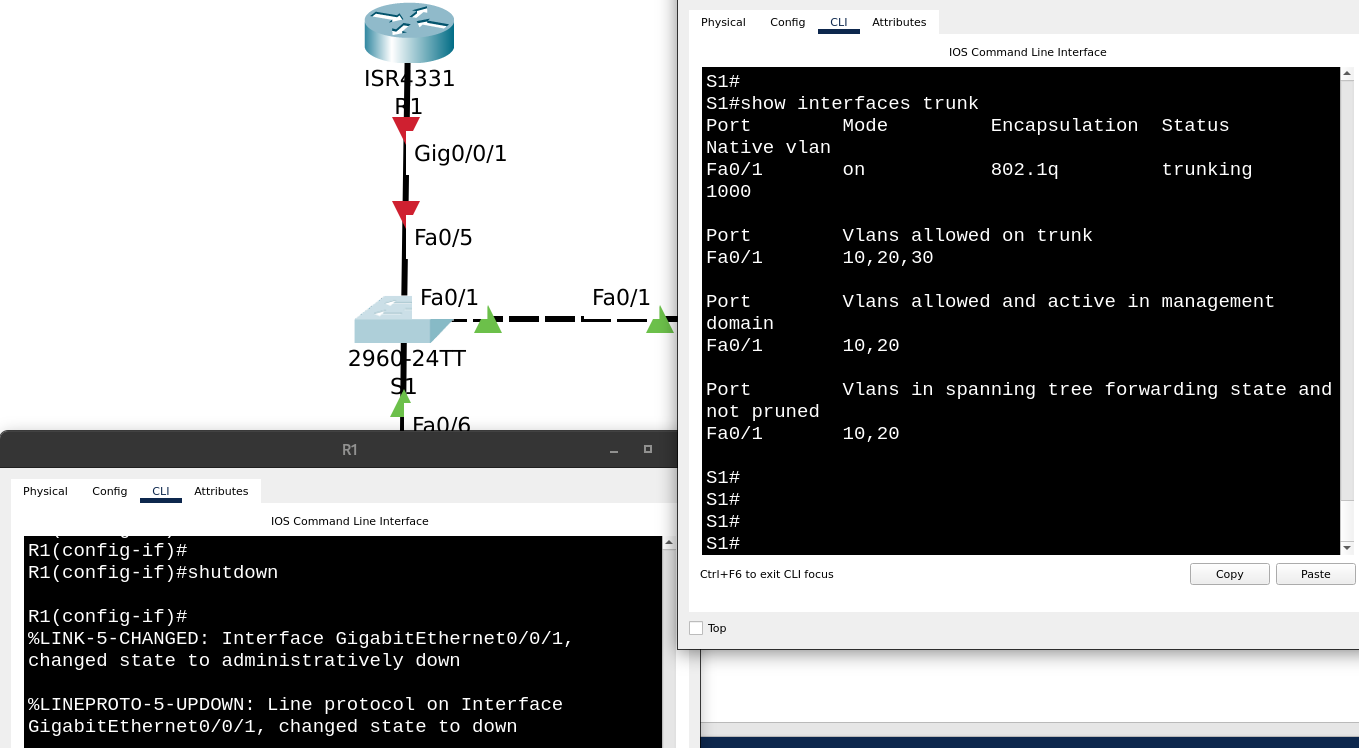 ISR4331
R1
Gig0/0/1
Fa0/5
Fa0/1
Fa0/1
2960-24TT
S1
Fa0/6
Physical Config CLI Attributes
IOS Command Line Interface
S1#
S1#show interfaces trunk
Port Mode Encapsulation Status
Native vlan
Fa0/1 on 802.1q trunking
1000
Port Vlans allowed on trunk
Fa0/1 10,20,30
Port Vlans allowed and active in management
domain
Fa0/1 10,20
Port Vlans in spanning tree forwarding state and
not pruned
Fa0/1 10,20
S1#
S1#
S1#
S1#
Ctrl+F6 to exit CLI focus
Copy Paste
Top
R1
Physical Config CLI Attributes
IOS Command Line Interface
R1(config-if)#
R1(config-if)#shutdown
R1(config-if)#
%LINK-5-CHANGED: Interface GigabitEthernet0/0/1,
changed state to administratively down
%LINEPROTO-5-UPDOWN: Line protocol on Interface
GigabitEthernet0/0/1, changed state to down